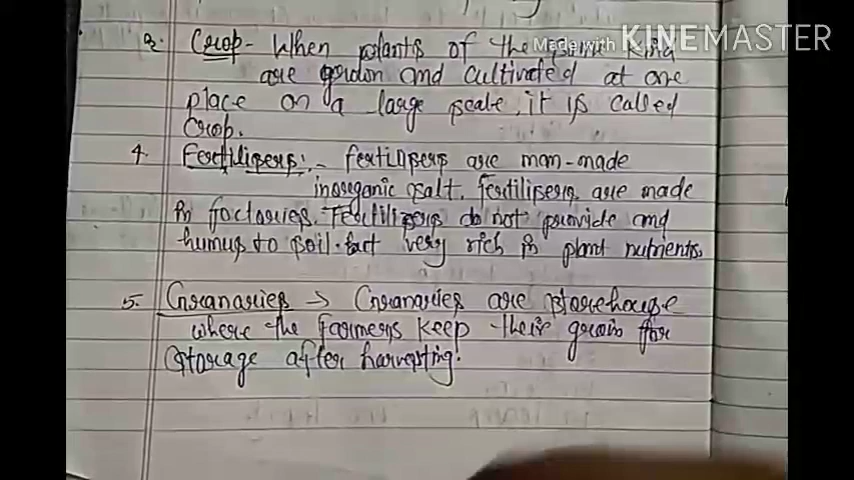 Made with KINEMASTER
3. Crop - When plants of the same kind
are grown and cultivated at one
place on a large scale, it is called
Crop.
4. Fertilisers:- fertilisers are man-made
inorganic salt. fertilisers are made
in factories. Fertilisers do not provide and
humus to soil. but very rich in plant nutrients.
5. Granaries → Granaries are storehouse
where the farmers keep their grain for
storage after harvesting.